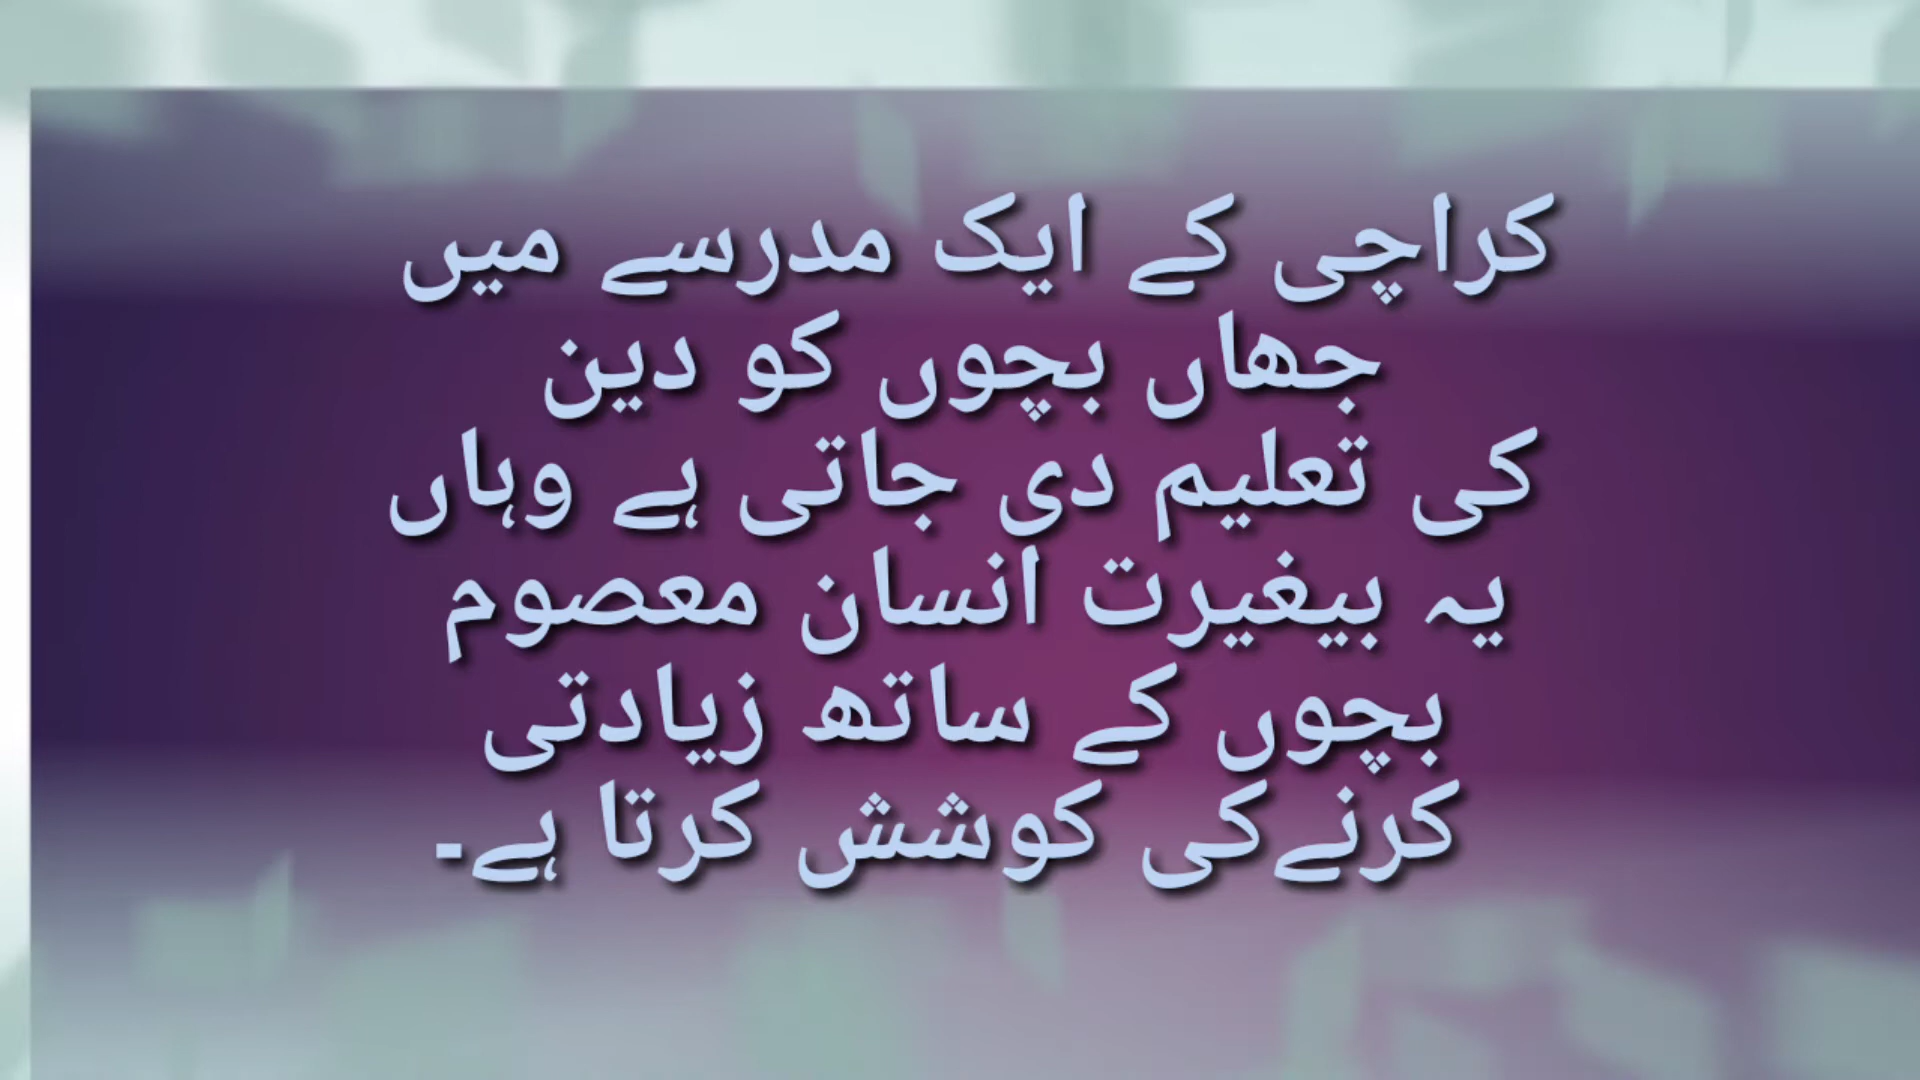 کراچی کے ایک مدرسے میں
جھاں بچوں کو دین
کی تعلیم دی جاتی ہے وہاں
یہ بیغیرت انسان معصوم
بچوں کے ساتھ زیادتی
کرنےکی کوشش کرتا ہے۔